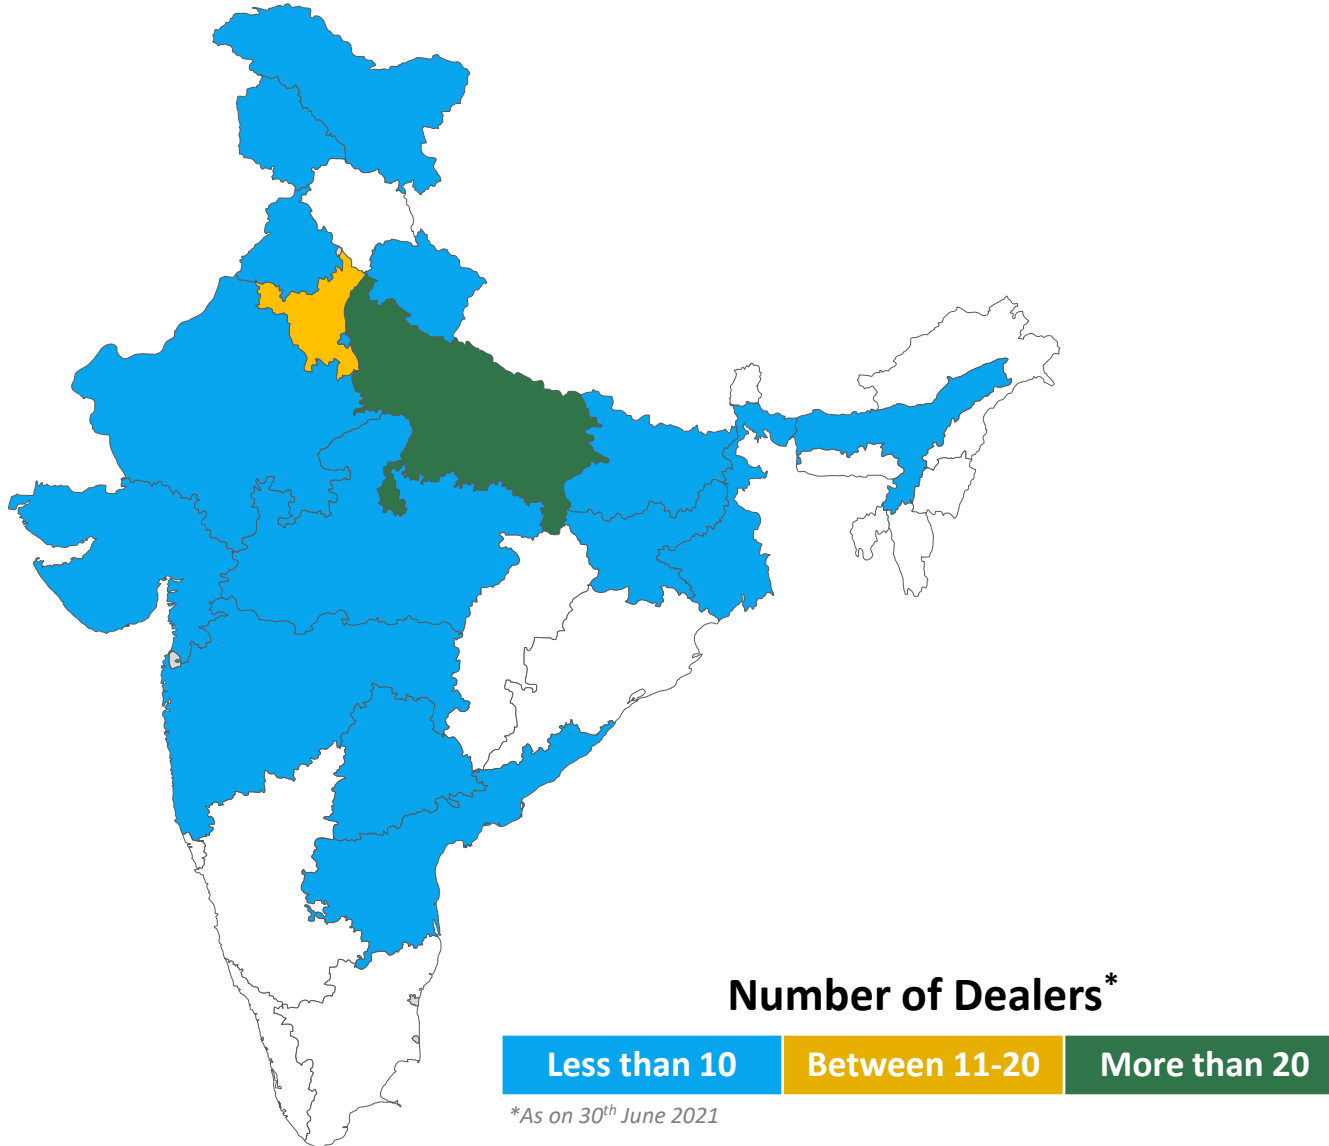 Number of Dealers*
Less than 10 Between 11-20 More than 20
*As on 30th June 2021